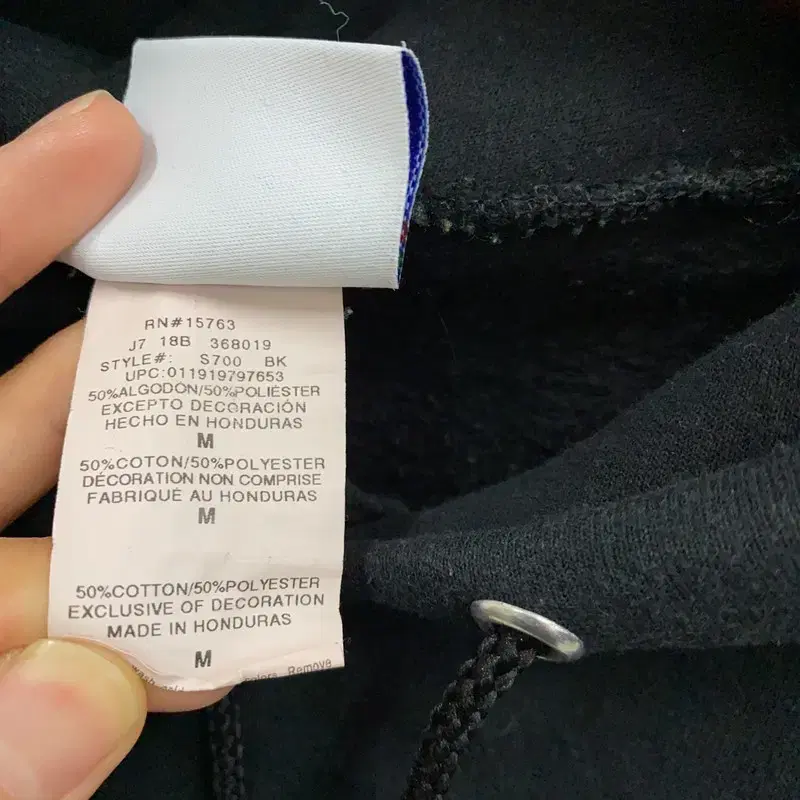 RN#15763
J7 18B 368019
STYLE#: S700 BK
UPC:011919797653
50%ALGODON/50%POLIÉSTER
EXCEPTO DECORACIÓN
HECHO EN HONDURAS
M
50%COTON/50%POLYESTER
DÉCORATION NON COMPRISE
FABRIQUÉ AU HONDURAS
M
50%COTTON/50%POLYESTER
EXCLUSIVE OF DECORATION
MADE IN HONDURAS
M
Remove